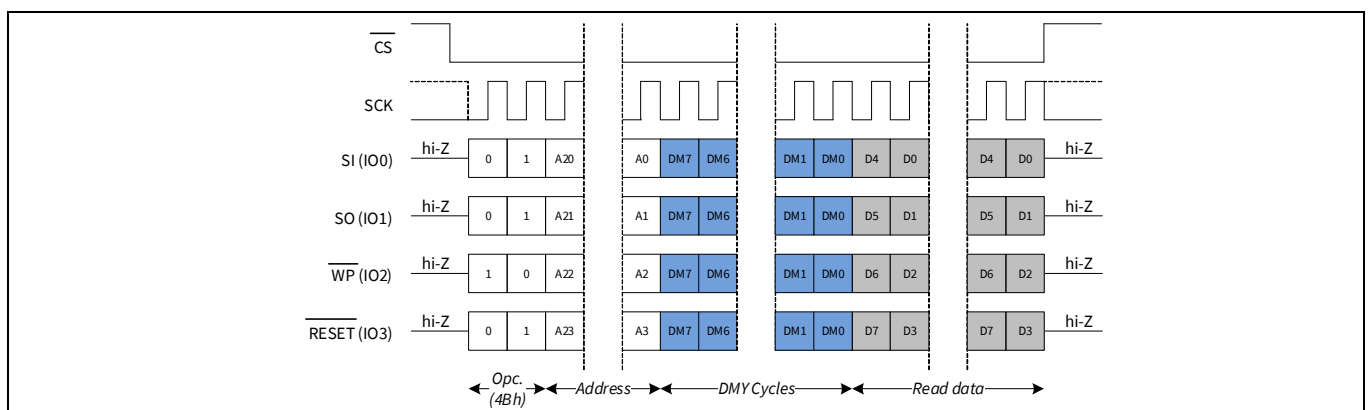 CS
SCK
SI (IO0) hi-Z 0 1 A20 A0 DM7 DM6 DM1 DM0 D4 D0 D4 D0 hi-Z
SO (IO1) hi-Z 0 1 A21 A1 DM7 DM6 DM1 DM0 D5 D1 D5 D1 hi-Z
WP (IO2) hi-Z 1 0 A22 A2 DM7 DM6 DM1 DM0 D6 D2 D6 D2 hi-Z
RESET (IO3) hi-Z 0 1 A23 A3 DM7 DM6 DM1 DM0 D7 D3 D7 D3 hi-Z
Opc. Address DMY Cycles Read data
(4Bh)